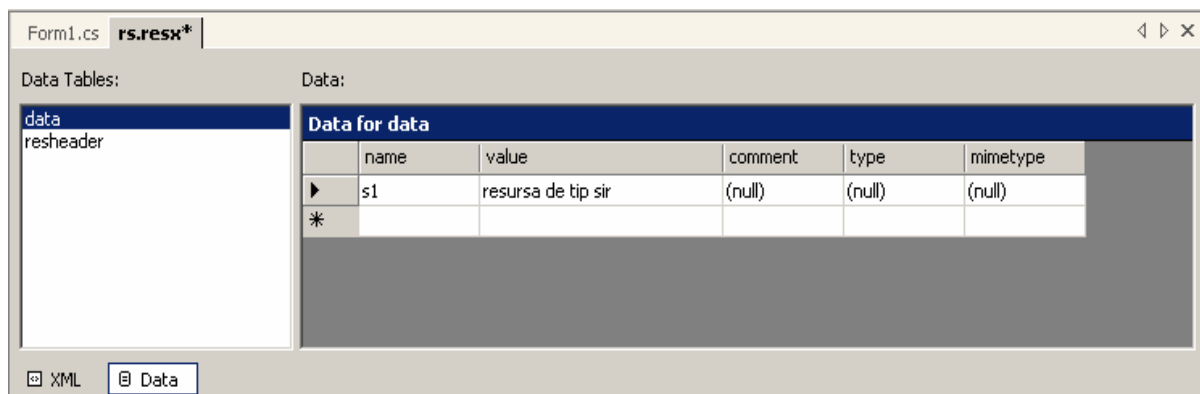 Form1.cs rs.resx*
Data Tables: Data:
data
resheader
Data for data
name value comment type mimetype
s1 resursa de tip sir (null) (null) (null)
XML Data